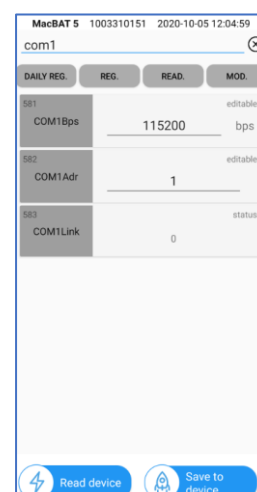 MacBAT 5 1003310151 2020-10-05 12:04:59
com1
DAILY REG. REG. READ. MOD.
581 editable
COM1Bps 115200 bps
582 editable
COM1Adr 1
583 status
COM1Link 0
Read device Save to
device